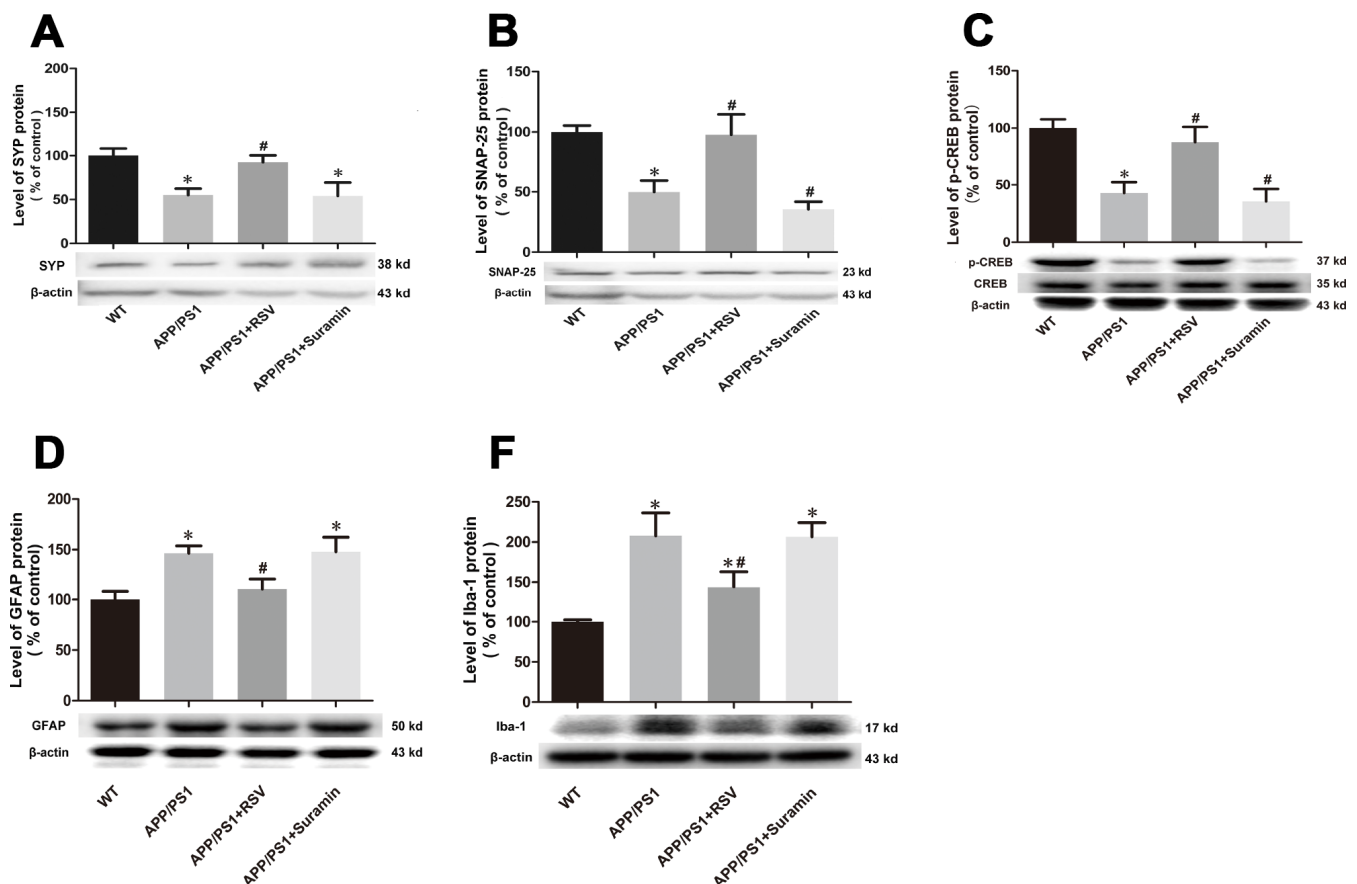 A
Level of SYP protein
( % of control )
200
150
100
50
0
*
#
*
SYP
38 kd
β-actin
43 kd
WT
APP/PS1
APP/PS1+RSV
APP/PS1+Suramin
B
Level of SNAP-25 protein
( % of control )
150
100
50
0
*
#
#
SNAP-25
23 kd
β-actin
43 kd
WT
APP/PS1
APP/PS1+RSV
APP/PS1+Suramin
C
Level of p-CREB protein
(% of control)
150
100
50
0
*
#
#
p-CREB
37 kd
CREB
35 kd
β-actin
43 kd
WT
APP/PS1
APP/PS1+RSV
APP/PS1+Suramin
D
Level of GFAP protein
( % of control )
200
150
100
50
0
*
#
*
GFAP
50 kd
β-actin
43 kd
WT
APP/PS1
APP/PS1+RSV
APP/PS1+Suramin
F
Level of Iba-1 protein
( % of control )
250
200
150
100
50
0
*
*#
*
Iba-1
17 kd
β-actin
43 kd
WT
APP/PS1
APP/PS1+RSV
APP/PS1+Suramin